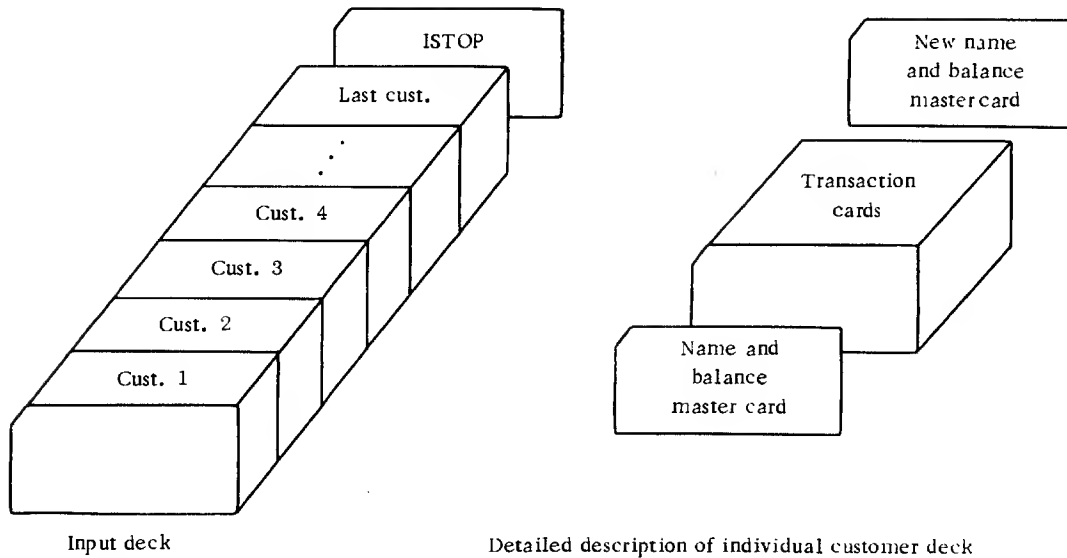 ISTOP
Last cust.
Cust. 4
Cust. 3
Cust. 2
Cust. 1
Input deck
New name
and balance
master card
Transaction
cards
Name and
balance
master card
Detailed description of individual customer deck